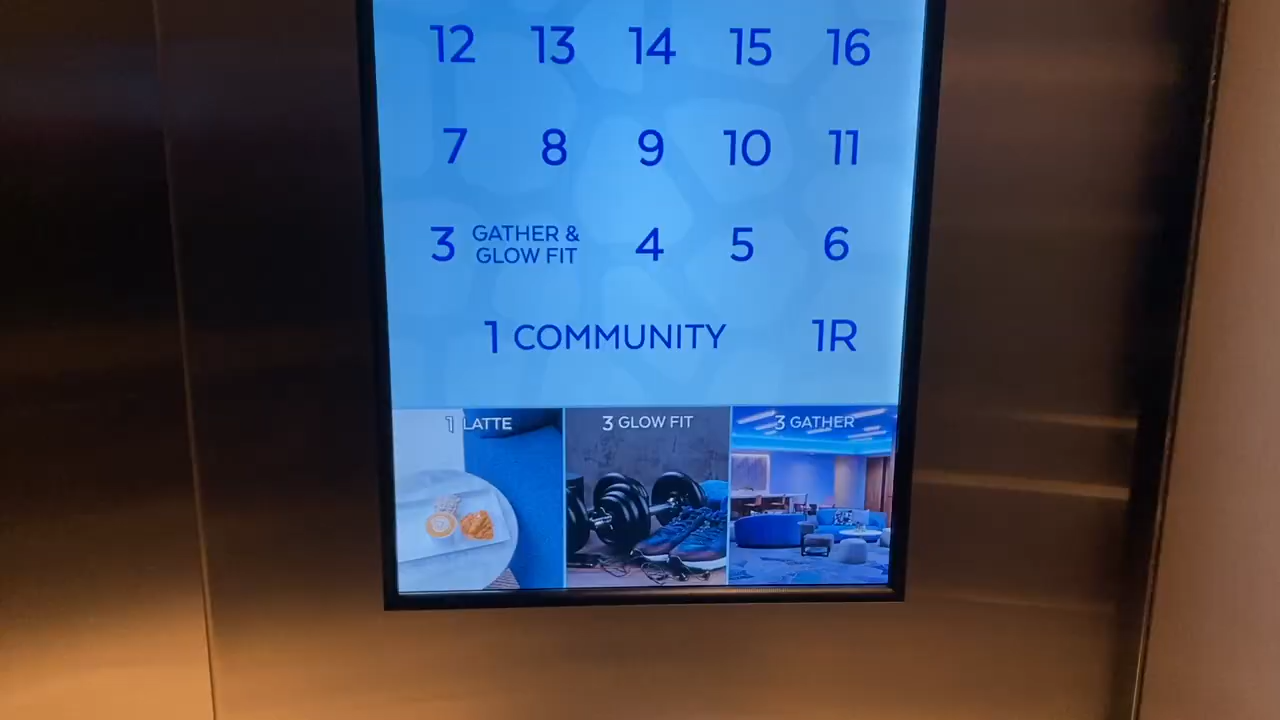 12 13 14 15 16
7 8 9 10 11
3 GATHER & GLOW FIT 4 5 6
1 COMMUNITY 1R
1 LATTE 3 GLOW FIT 3 GATHER